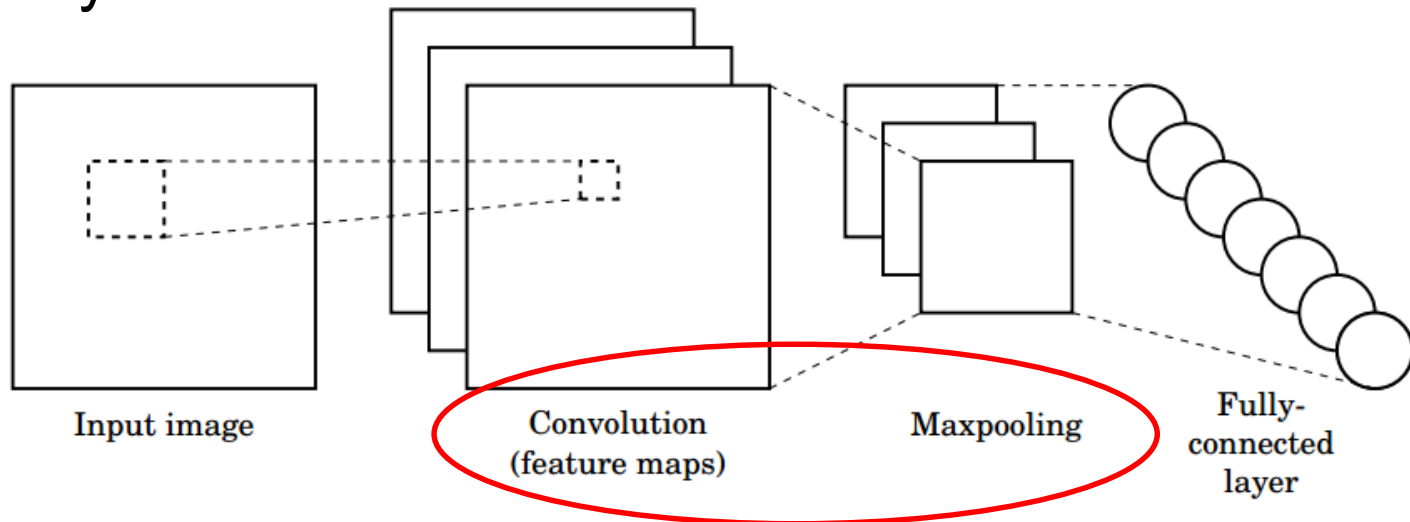 y
Input image
Convolution
(feature maps)
Maxpooling
Fully-
connected
layer